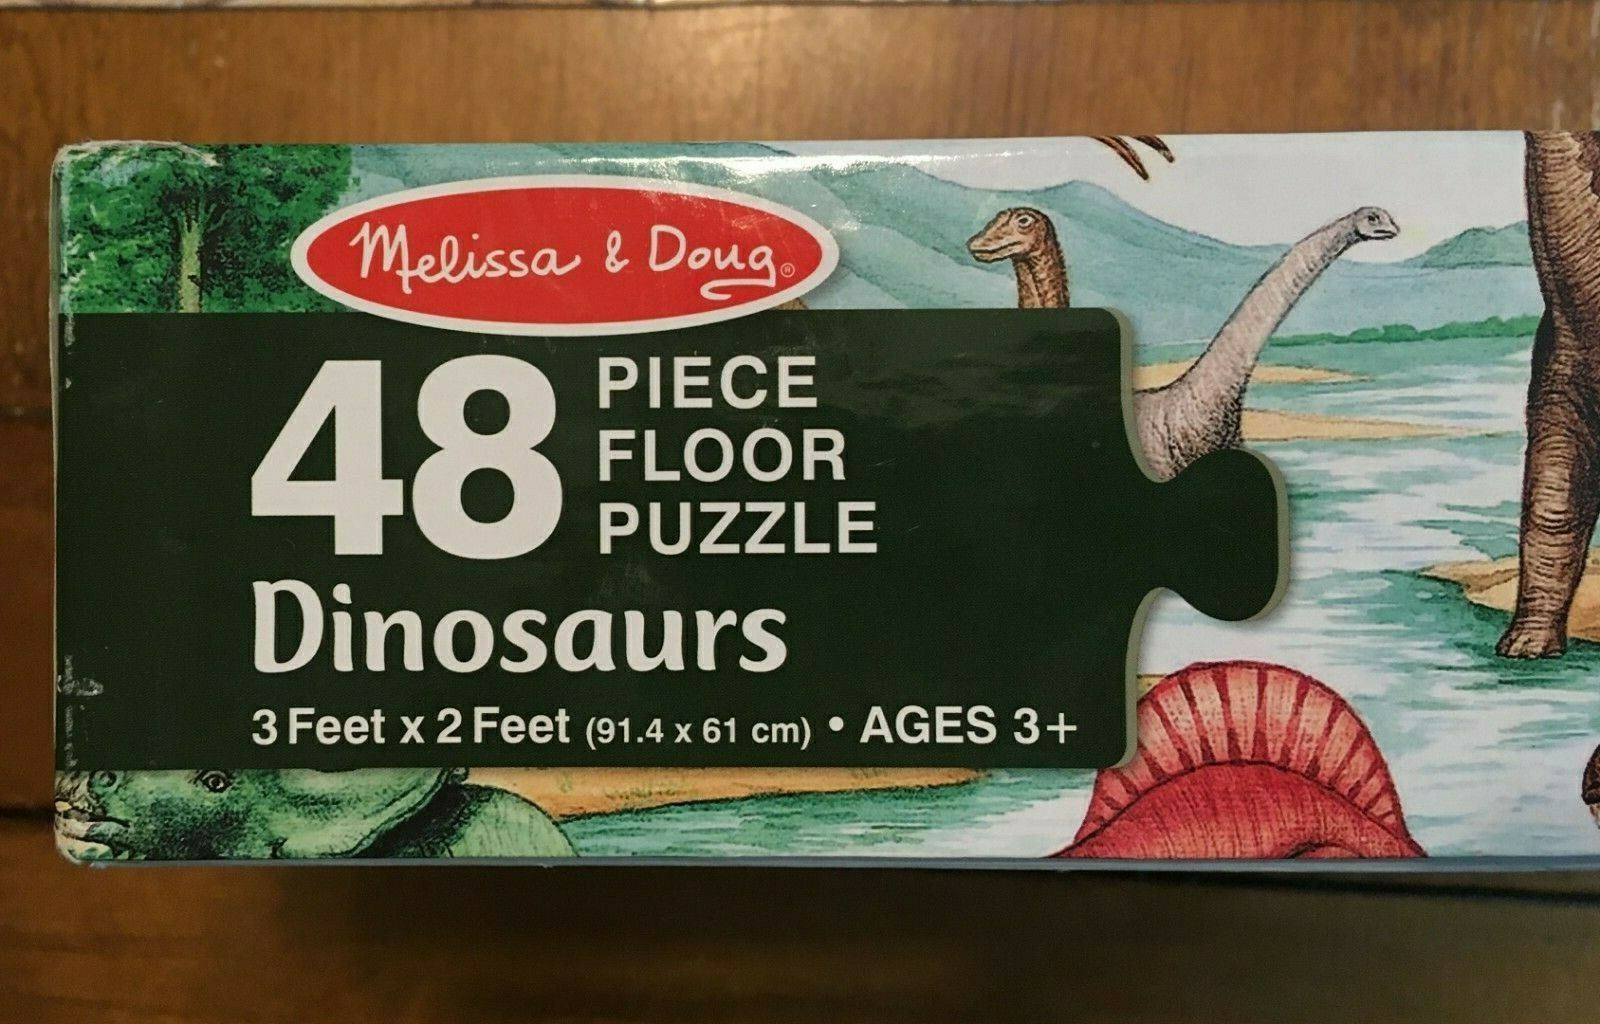 Melissa & Doug®
48 PIECE
FLOOR
PUZZLE
Dinosaurs
3 Feet x 2 Feet (91.4 x 61 cm) • AGES 3+